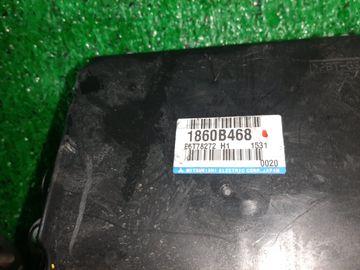 1860B468
E6T78272 H1 1531
0020
MITSUBISHI ELECTRIC CORP. JAPAN